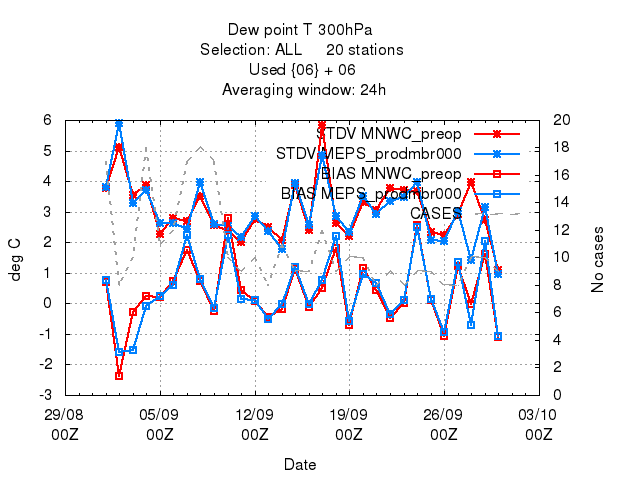 Dew point T 300hPa
Selection: ALL 20 stations
Used {06} + 06
Averaging window: 24h
STDV MNWC_preop
STDV MEPS_prodmbr000
BIAS MNWC_preop
BIAS MEPS_prodmbr000
CASES
deg C
No cases
6
5
4
3
2
1
0
-1
-2
-3
20
18
16
14
12
10
8
6
4
2
0
29/08 05/09 12/09 19/09 26/09 03/10
00Z 00Z 00Z 00Z 00Z 00Z
Date